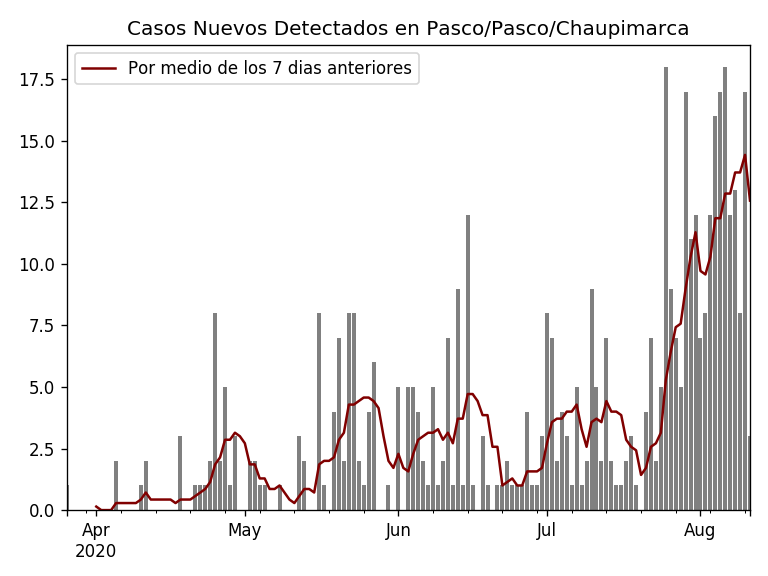 Casos Nuevos Detectados en Pasco/Pasco/Chaupimarca
Por medio de los 7 dias anteriores
17.5
15.0
12.5
10.0
7.5
5.0
2.5
0.0
Apr
2020
May
Jun
Jul
Aug